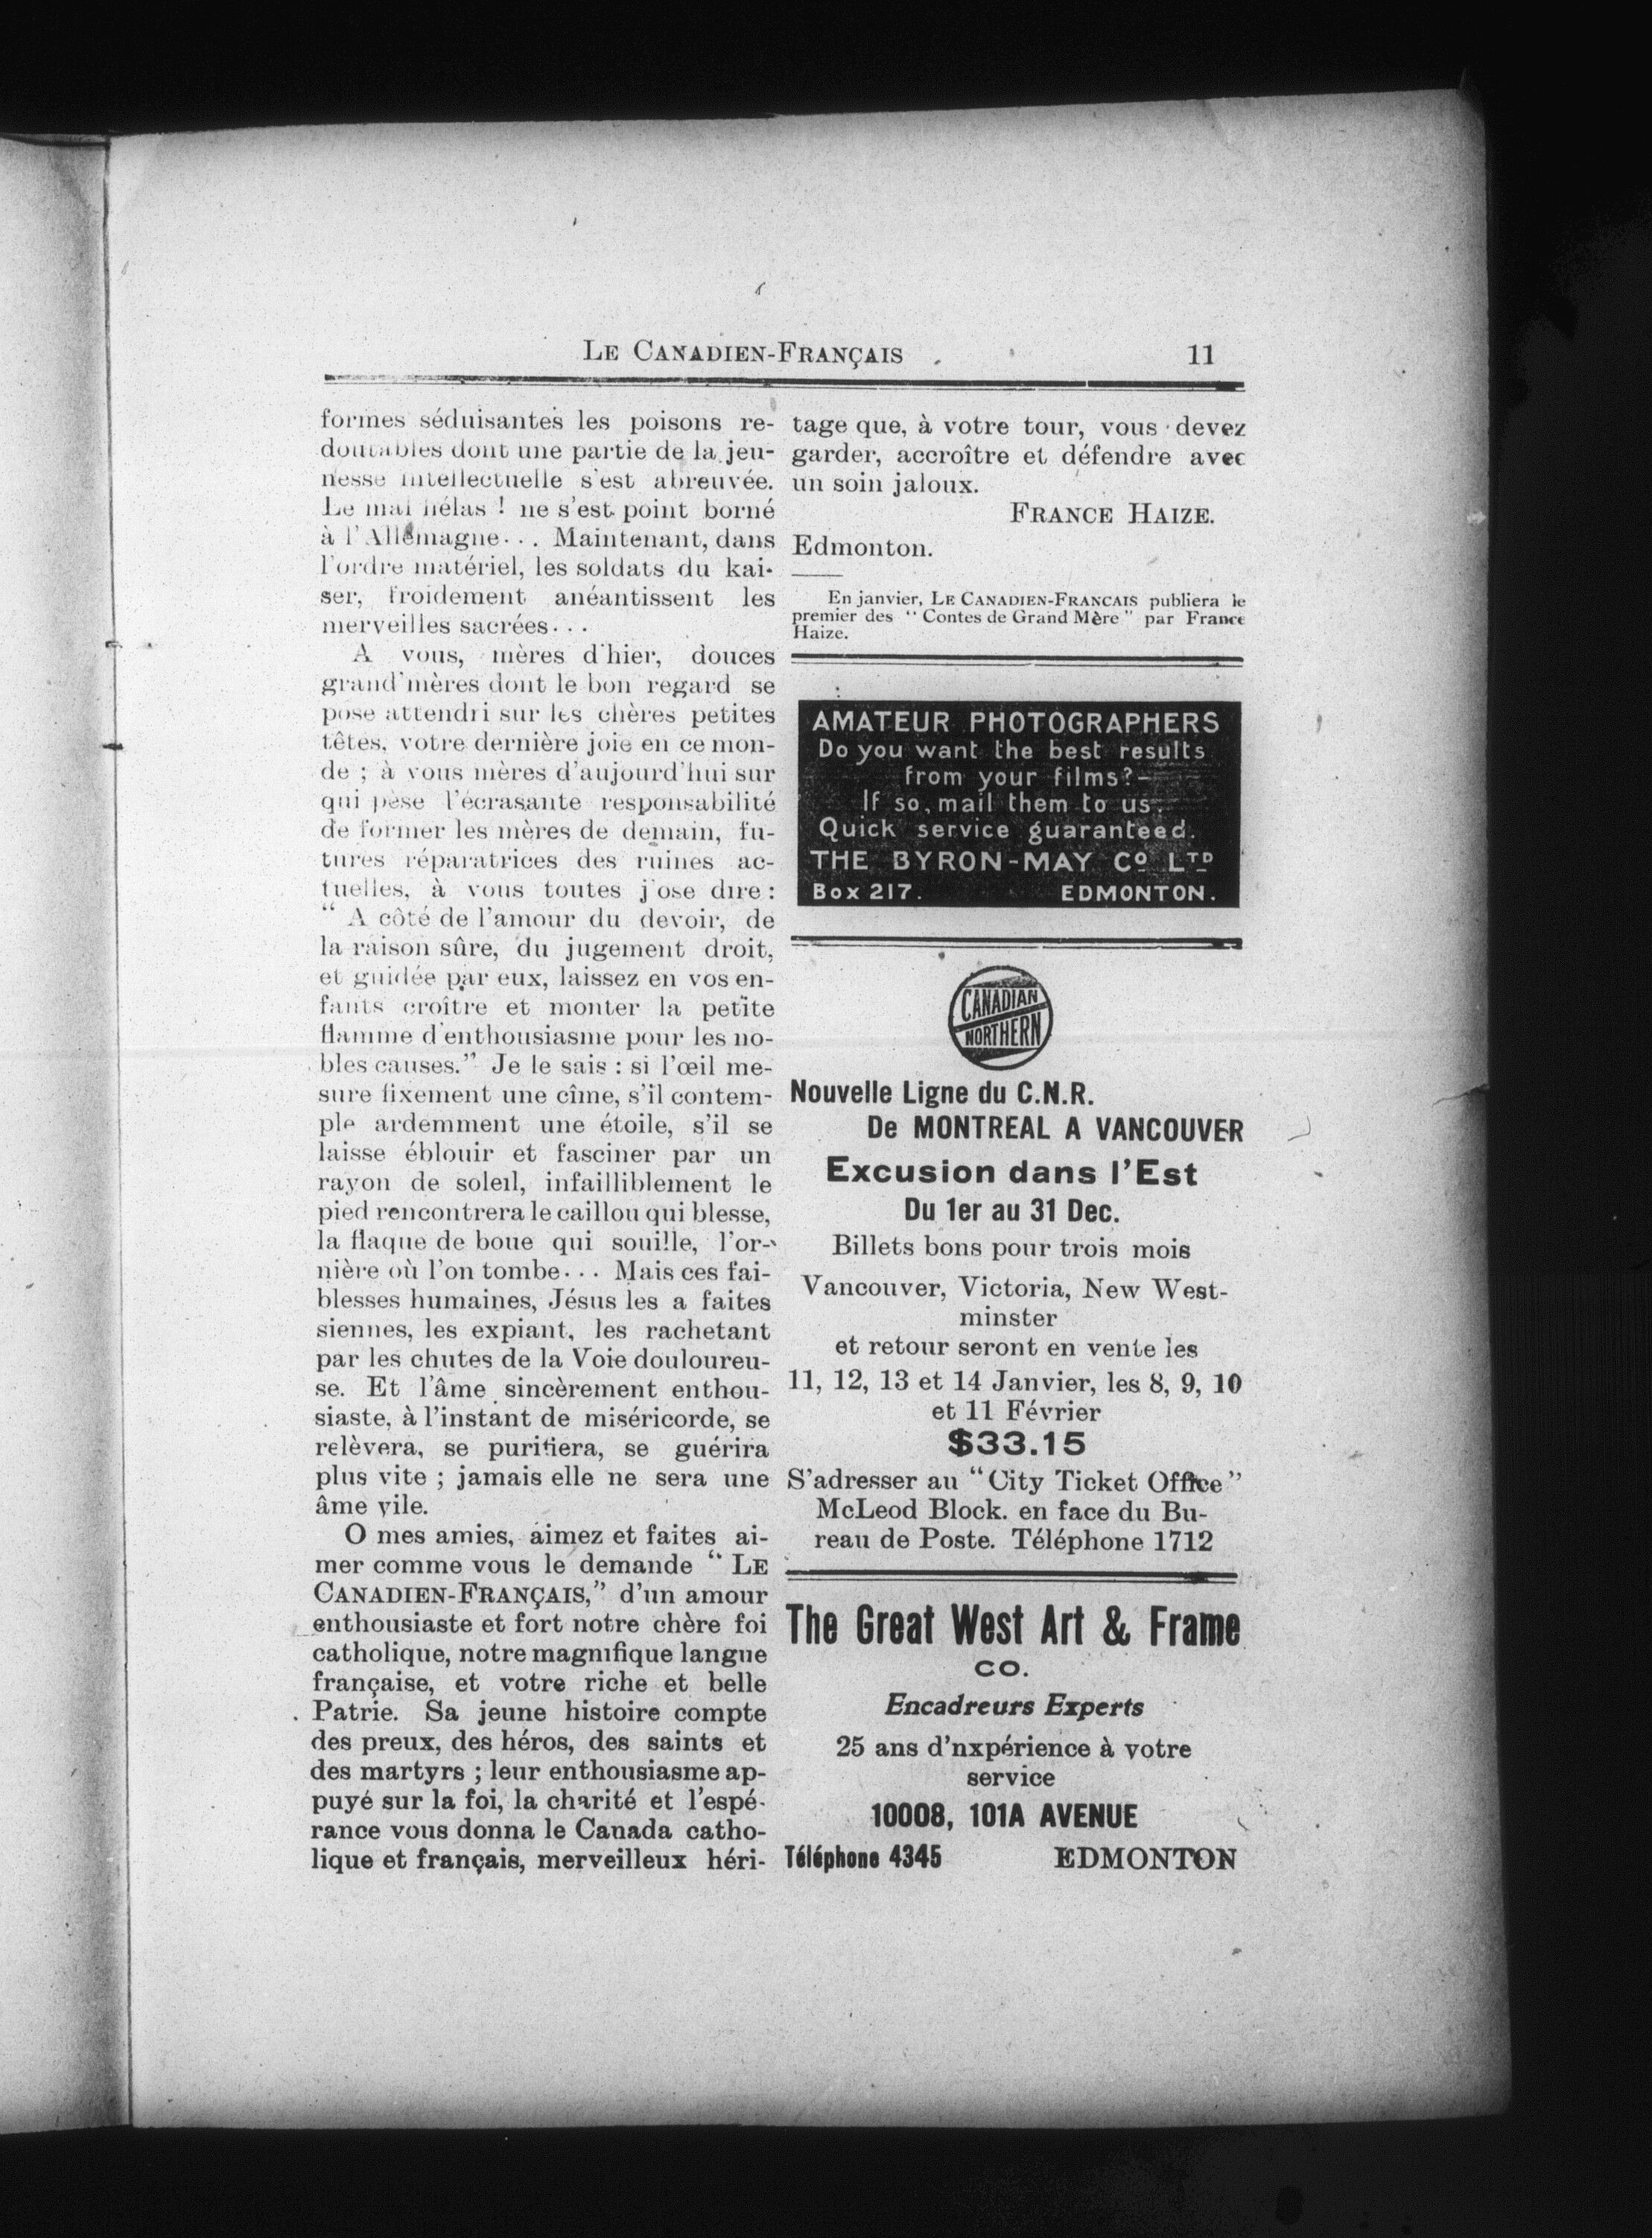 LE CANADIEN-FRANÇAIS 11
formes séduisantes les poisons re-
doutables dont une partie de la jeu-
nesse intellectuelle s'est abreuvée.
Le mal hélas ! ne s'est point borné
à l'Allemagne... Maintenant, dans
l'ordre matériel, les soldats du kai-
ser, froidement anéantissent les
merveilles sacrées...
A vous, mères d'hier, douces
grand'mères dont le bon regard se
pose attendri sur les chères petites
têtes, votre dernière joie en ce mon-
de ; à vous mères d'aujourd'hui sur
qui pèse l'écrasante responsabilité
de former les mères de demain, fu-
tures réparatrices des ruines ac-
tuelles, à vous toutes j'ose dire :
" A côté de l'amour du devoir, de
la raison sûre, du jugement droit,
et guidée par eux, laissez en vos en-
fants croître et monter la petite
flamme d'enthousiasme pour les no-
bles causes." Je le sais : si l'œil me-
sure fixement une cîme, s'il contem-
ple ardemment une étoile, s'il se
laisse éblouir et fasciner par un
rayon de soleil, infailliblement le
pied rencontrera le caillou qui blesse,
la flaque de boue qui souille, l'or-
nière où l'on tombe... Mais ces fai-
blesses humaines, Jésus les a faites
siennes, les expiant, les rachetant
par les chutes de la Voie douloureu-
se. Et l'âme sincèrement enthou-
siaste, à l'instant de miséricorde, se
relèvera, se purifiera, se guérira
plus vite ; jamais elle ne sera une
âme vile.
O mes amies, aimez et faites ai-
mer comme vous le demande " LE
CANADIEN-FRANÇAIS," d'un amour
enthousiaste et fort notre chère foi
catholique, notre magnifique langue
française, et votre riche et belle
Patrie. Sa jeune histoire compte
des preux, des héros, des saints et
des martyrs ; leur enthousiasme ap-
puyé sur la foi, la charité et l'espé-
rance vous donna le Canada catho-
lique et français, merveilleux héri-
tage que, à votre tour, vous devez
garder, accroître et défendre avec
un soin jaloux.
FRANCE HAIZE.
Edmonton.
En janvier, LE CANADIEN-FRANCAIS publiera le
premier des " Contes de Grand Mère " par France
Haize.
AMATEUR PHOTOGRAPHERS
Do you want the best results
from your films?-
If so, mail them to us.
Quick service guaranteed.
THE BYRON-MAY CO LTD
Box 217. EDMONTON.
CANADIAN
NORTHERN
Nouvelle Ligne du C.N.R.
De MONTREAL A VANCOUVER
Excusion dans l'Est
Du 1er au 31 Dec.
Billets bons pour trois mois
Vancouver, Victoria, New West-
minster
et retour seront en vente les
11, 12, 13 et 14 Janvier, les 8, 9, 10
et 11 Février
$33.15
S'adresser au "City Ticket Office"
McLeod Block. en face du Bu-
reau de Poste. Téléphone 1712
The Great West Art & Frame
CO.
Encadreurs Experts
25 ans d'nxpérience à votre
service
10008, 101A AVENUE
Téléphone 4345 EDMONTON